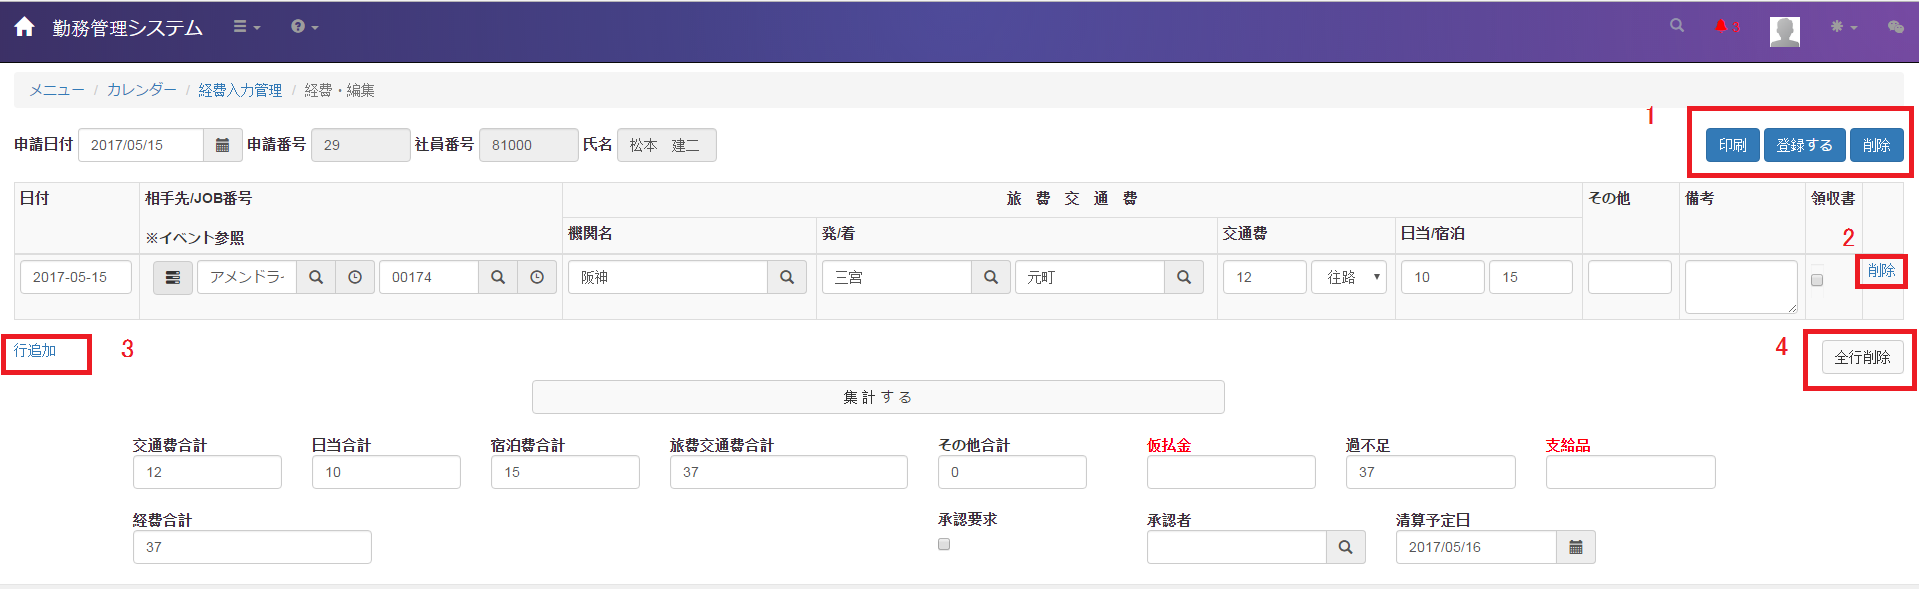 勤務管理システム
3
メニュー / カレンダー / 経費入力管理 / 経費・編集
1
申請日付 2017/05/15 申請番号 29 社員番号 81000 氏名 松本　建二 印刷 登録する 削除
日付 相手先/JOB番号 旅　費　交　通　費 その他 備考 領収書
※イベント参照 機関名 発/着 交通費 日当/宿泊
2
2017-05-15 アメンドラ 00174 阪神 三宮 元町 12 往路 10 15 削除
行追加 3 4 全行削除
集 計 す る
交通費合計 日当合計 宿泊費合計 旅費交通費合計 その他合計 仮払金 過不足 支給品
12 10 15 37 0 37
経費合計 承認要求 承認者 清算予定日
37 2017/05/16